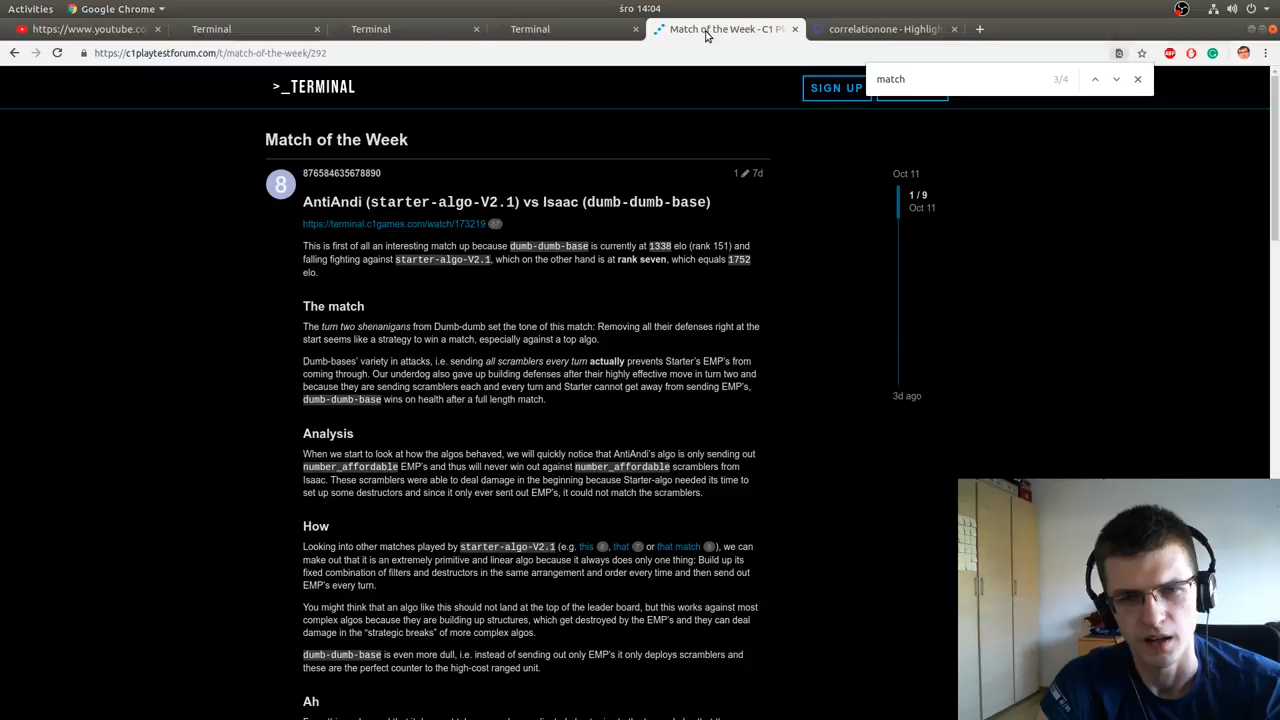 Activities Google Chrome śro 14:04
https://www.youtube.co
Terminal
Terminal
Terminal
Match of the Week - C1 Pl
correlationone - Highligh
https://c1playtestforum.com/t/match-of-the-week/292
match 3/4
>_TERMINAL
SIGN UP
Match of the Week
8
876584635678890 1 7d
Oct 11
AntiAndi (starter-algo-V2.1) vs Isaac (dumb-dumb-base)
1 / 9
Oct 11
https://terminal.c1games.com/watch/173219 67
This is first of all an interesting match up because dumb-dumb-base is currently at 1338 elo (rank 151) and
falling fighting against starter-algo-V2.1, which on the other hand is at rank seven, which equals 1752
elo.
The match
The turn two shenanigans from Dumb-dumb set the tone of this match: Removing all their defenses right at the
start seems like a strategy to win a match, especially against a top algo.
Dumb-bases' variety in attacks, i.e. sending all scramblers every turn actually prevents Starter's EMP's from
coming through. Our underdog also gave up building defenses after their highly effective move in turn two and
because they are sending scramblers each and every turn and Starter cannot get away from sending EMP's,
dumb-dumb-base wins on health after a full length match.
3d ago
Analysis
When we start to look at how the algos behaved, we will quickly notice that AntiAndi's algo is only sending out
number_affordable EMP's and thus will never win out against number_affordable scramblers from
Isaac. These scramblers were able to deal damage in the beginning because Starter-algo needed its time to
set up some destructors and since it only ever sent out EMP's, it could not match the scramblers.
How
Looking into other matches played by starter-algo-V2.1 (e.g. this 8, that 7 or that match 8), we can
make out that it is an extremely primitive and linear algo because it always does only one thing: Build up its
fixed combination of filters and destructors in the same arrangement and order every time and then send out
EMP's every turn.
You might think that an algo like this should not land at the top of the leader board, but this works against most
complex algos because they are building up structures, which get destroyed by the EMP's and they can deal
damage in the "strategic breaks" of more complex algos.
dumb-dumb-base is even more dull, i.e. instead of sending out only EMP's it only deploys scramblers and
these are the perfect counter to the high-cost ranged unit.
Ah